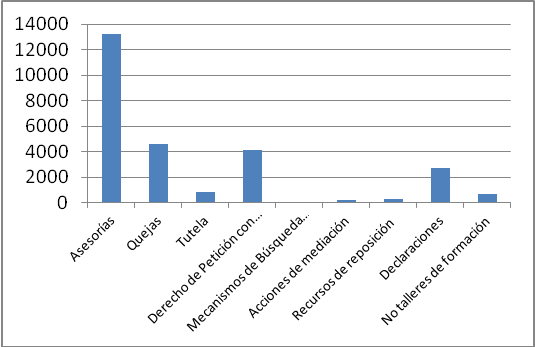 14000
12000
10000
8000
6000
4000
2000
0
Asesorías
Quejas
Tutela
Derecho de Petición con...
Mecanismos de Búsqueda...
Acciones de mediación
Recursos de reposición
Declaraciones
No talleres de formación